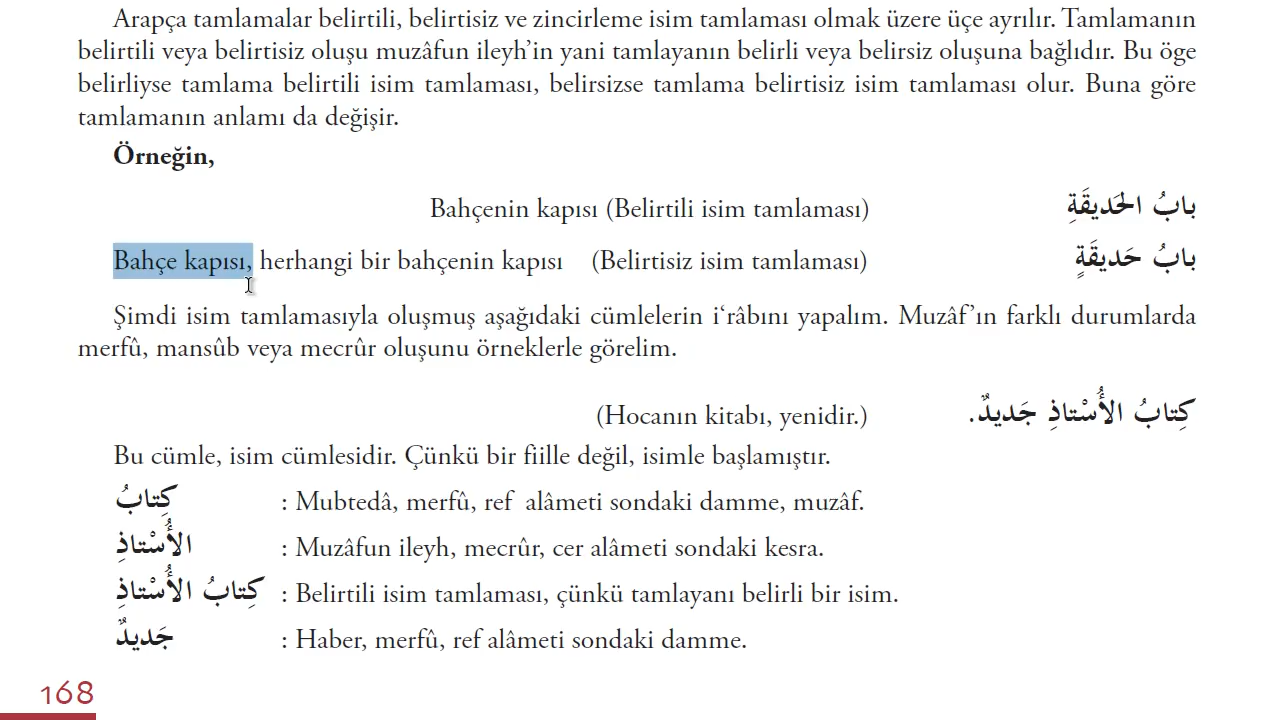 Arapça tamlamalar belirtili, belirtisiz ve zincirleme isim tamlaması olmak üzere üçe ayrılır. Tamlamanın
belirtili veya belirtisiz oluşu muzâfun ileyh’in yani tamlayanın belirli veya belirsiz oluşuna bağlıdır. Bu öge
belirliyse tamlama belirtili isim tamlaması, belirsizse tamlama belirtisiz isim tamlaması olur. Buna göre
tamlamanın anlamı da değişir.
Örneğin,
Bahçenin kapısı (Belirtili isim tamlaması) بابُ الحَديقَةِ
Bahçe kapısı, herhangi bir bahçenin kapısı (Belirtisiz isim tamlaması) بابُ حَديقَةٍ
Şimdi isim tamlamasıyla oluşmuş aşağıdaki cümlelerin i‘râbını yapalım. Muzâf’ın farklı durumlarda
merfû, mansûb veya mecrûr oluşunu örneklerle görelim.
(Hocanın kitabı, yenidir.) كِتابُ الأُسْتاذِ جَديدٌ.
Bu cümle, isim cümlesidir. Çünkü bir fiille değil, isimle başlamıştır.
كِتابُ : Mubtedâ, merfû, ref alâmeti sondaki damme, muzâf.
الأُسْتاذِ : Muzâfun ileyh, mecrûr, cer alâmeti sondaki kesra.
كِتابُ الأُسْتاذِ : Belirtili isim tamlaması, çünkü tamlayanı belirli bir isim.
جَديدٌ : Haber, merfû, ref alâmeti sondaki damme.
168